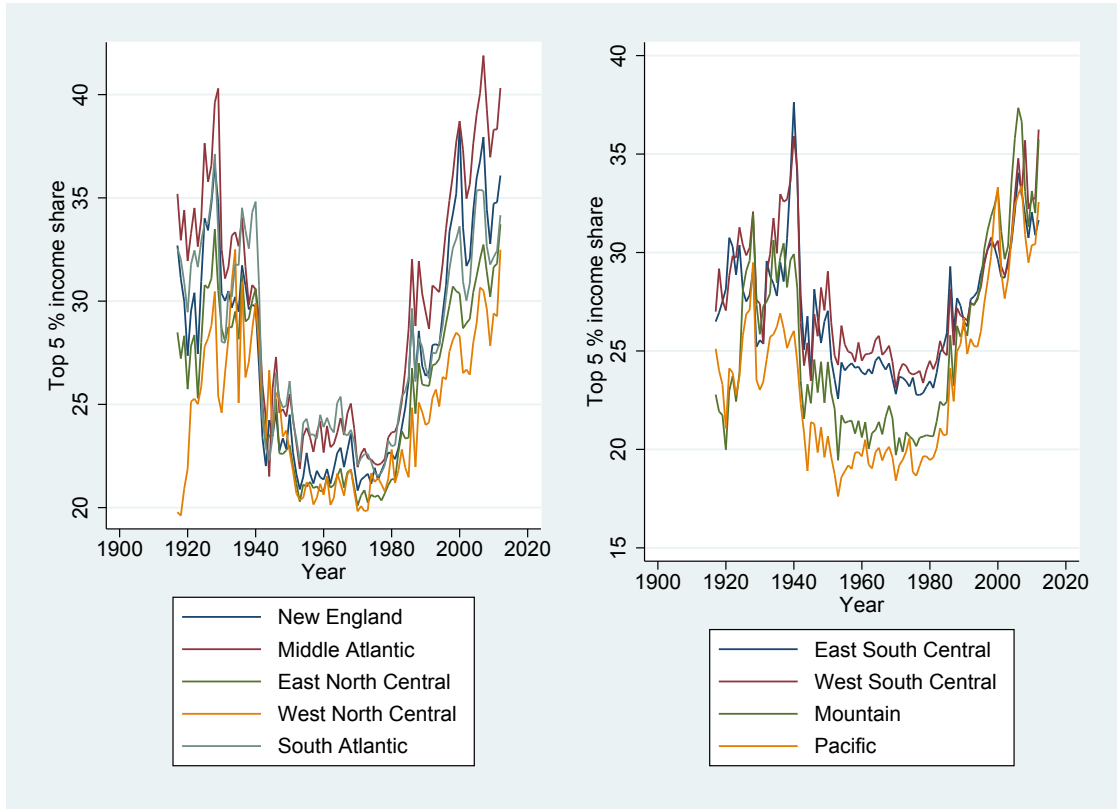 Top 5 % income share
40
35
30
25
20
1900 1920 1940 1960 1980 2000 2020
Year
New England
Middle Atlantic
East North Central
West North Central
South Atlantic
Top 5 % income share
40
35
30
25
20
15
1900 1920 1940 1960 1980 2000 2020
Year
East South Central
West South Central
Mountain
Pacific